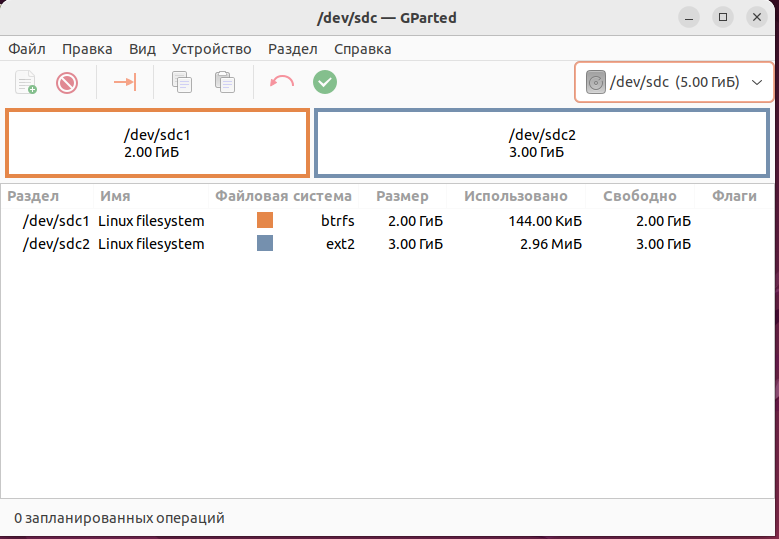 /dev/sdc — GParted
Файл Правка Вид Устройство Раздел Справка
/dev/sdc (5.00 ГиБ)
/dev/sdc1
2.00 ГиБ
/dev/sdc2
3.00 ГиБ
Раздел Имя Файловая система Размер Использовано Свободно Флаги
/dev/sdc1 Linux filesystem btrfs 2.00 ГиБ 144.00 КиБ 2.00 ГиБ
/dev/sdc2 Linux filesystem ext2 3.00 ГиБ 2.96 МиБ 3.00 ГиБ
0 запланированных операций